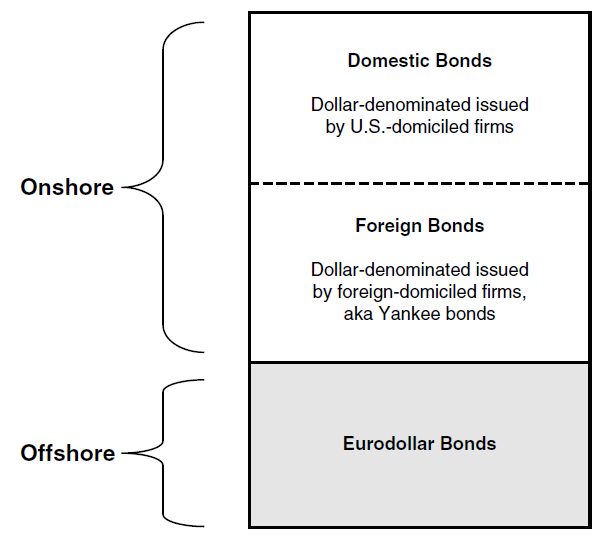 Domestic Bonds
Dollar-denominated issued
by U.S.-domiciled firms
Onshore
Foreign Bonds
Dollar-denominated issued
by foreign-domiciled firms,
aka Yankee bonds
Offshore
Eurodollar Bonds